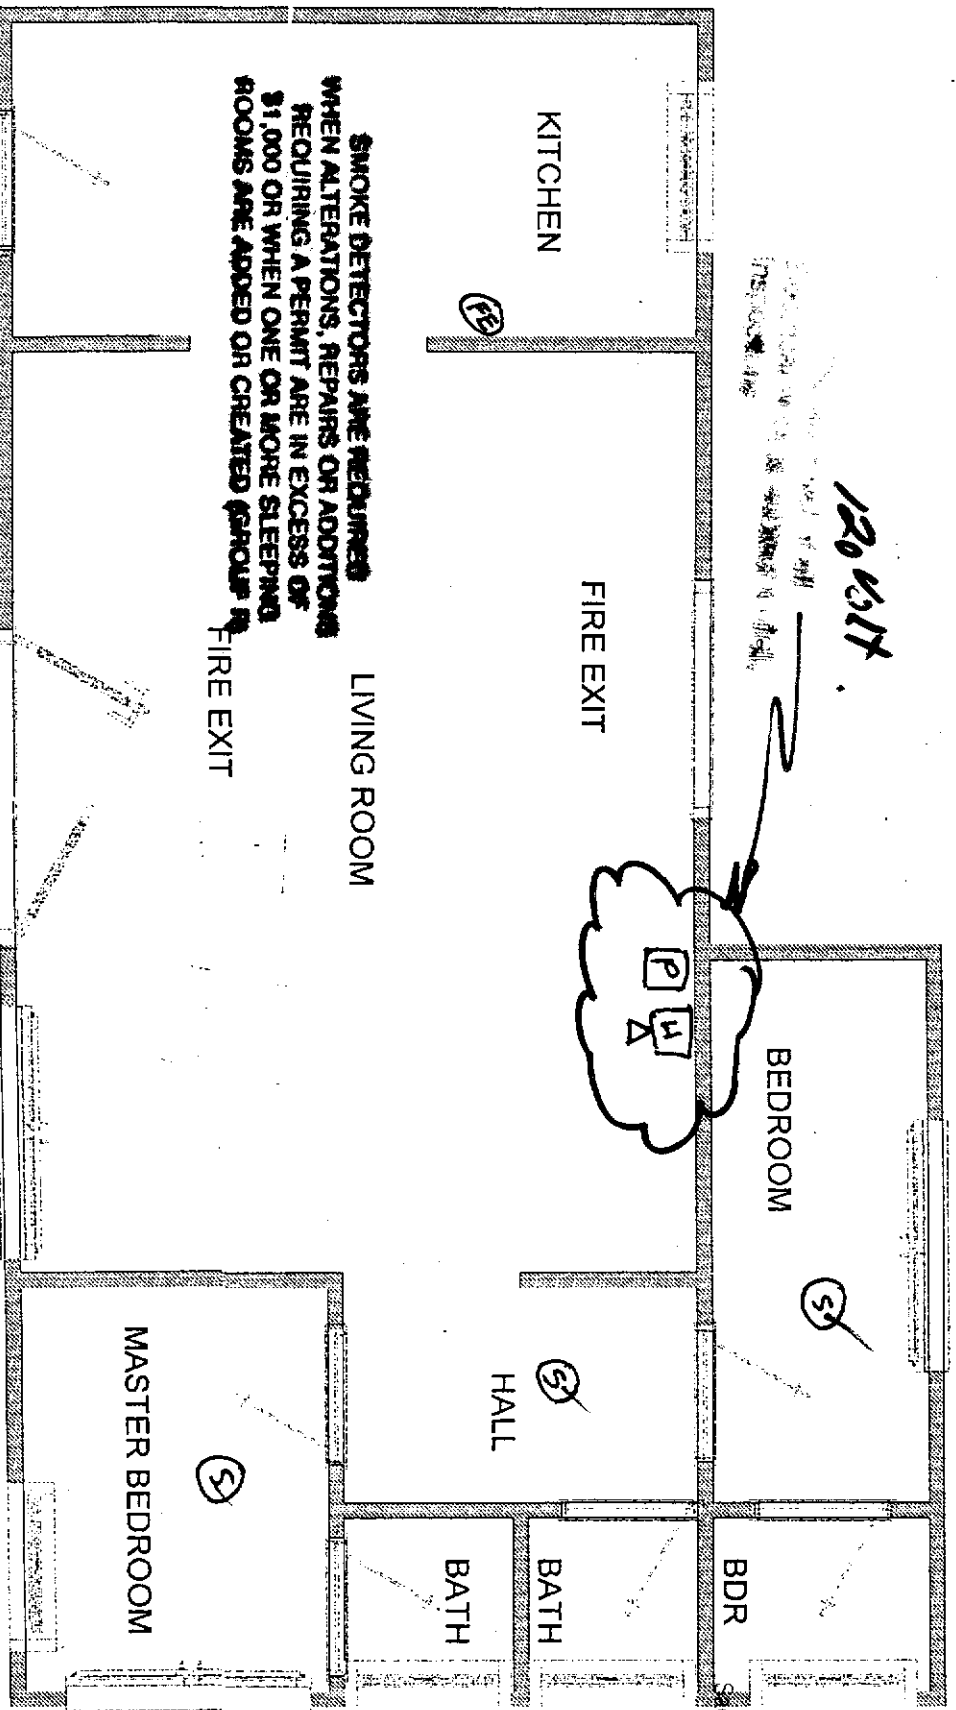 120 Volt
KITCHEN
FE
SMOKE DETECTORS ARE REQUIRED
WHEN ALTERATIONS, REPAIRS OR ADDITIONS
REQUIRING A PERMIT ARE IN EXCESS OF
$1,000 OR WHEN ONE OR MORE SLEEPING
ROOMS ARE ADDED OR CREATED (GROUP R)
FIRE EXIT
LIVING ROOM
FIRE EXIT
P
H
BEDROOM
S
HALL
S
MASTER BEDROOM
S
BDR
BATH
BATH